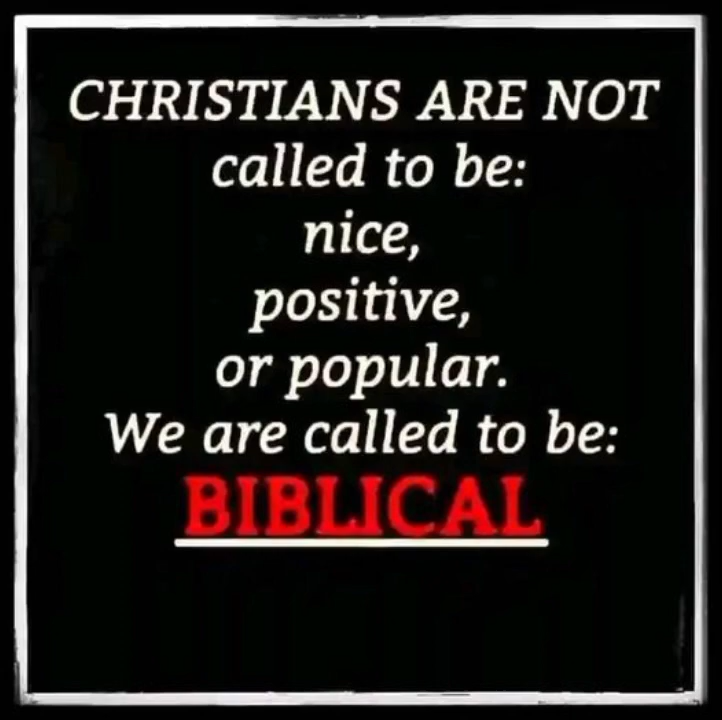 CHRISTIANS ARE NOT
called to be:
nice,
positive,
or popular.
We are called to be:
BIBLICAL